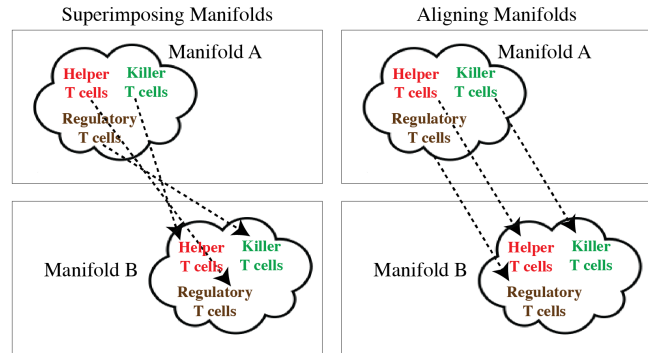 Superimposing Manifolds
Manifold A
Helper Killer
T cells T cells
Regulatory
T cells
Manifold B
Helper Killer
T cells T cells
Regulatory
T cells
Aligning Manifolds
Manifold A
Helper Killer
T cells T cells
Regulatory
T cells
Manifold B
Helper Killer
T cells T cells
Regulatory
T cells